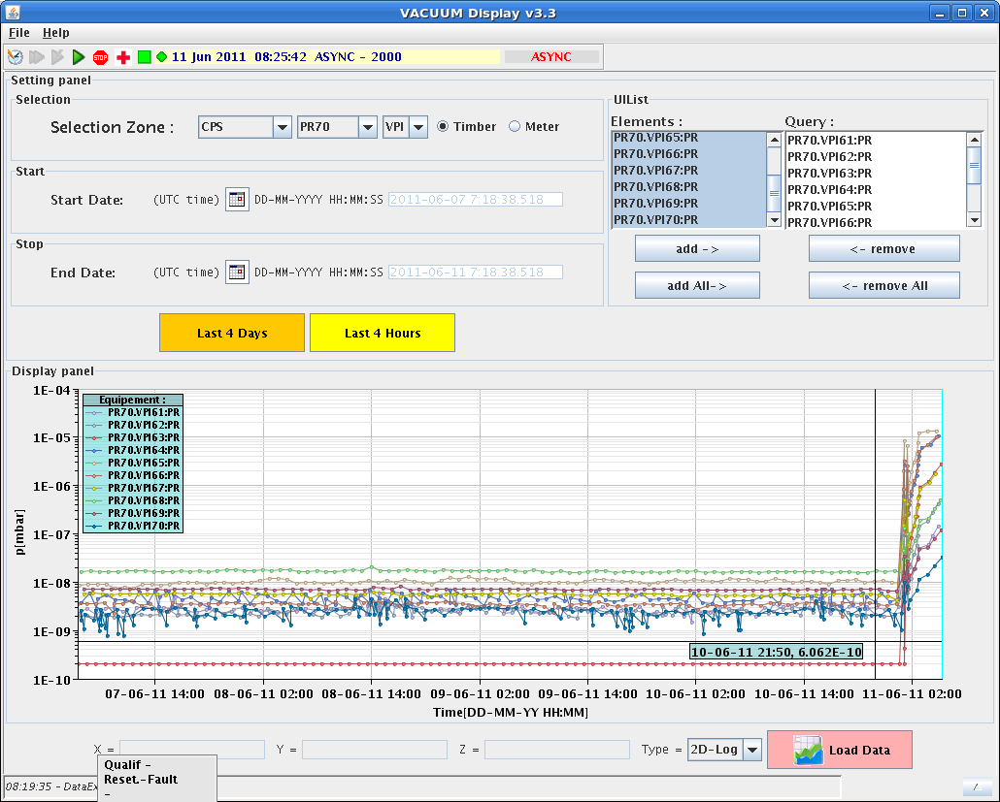 VACUUM Display v3.3
File Help
STOP 11 Jun 2011 08:25:42 ASYNC - 2000 ASYNC
Setting panel
Selection
Selection Zone : CPS PR70 VPI Timber Meter
Start
Start Date: (UTC time) DD-MM-YYYY HH:MM:SS 2011-06-07 7:18:38.518
Stop
End Date: (UTC time) DD-MM-YYYY HH:MM:SS 2011-06-11 7:18:38.518
Last 4 Days Last 4 Hours
UIList
Elements : Query :
PR70.VPI65:PR PR70.VPI61:PR
PR70.VPI66:PR PR70.VPI62:PR
PR70.VPI67:PR PR70.VPI63:PR
PR70.VPI68:PR PR70.VPI64:PR
PR70.VPI69:PR PR70.VPI65:PR
PR70.VPI70:PR PR70.VPI66:PR
add -> <- remove
add All-> <- remove All
Display panel
1E-04
1E-05
1E-06
1E-07
1E-08
1E-09
1E-10
p[mbar]
Equipement :
PR70.VPI61:PR
PR70.VPI62:PR
PR70.VPI63:PR
PR70.VPI64:PR
PR70.VPI65:PR
PR70.VPI66:PR
PR70.VPI67:PR
PR70.VPI68:PR
PR70.VPI69:PR
PR70.VPI70:PR
10-06-11 21:50, 6.062E-10
07-06-11 14:00 08-06-11 02:00 08-06-11 14:00 09-06-11 02:00 09-06-11 14:00 10-06-11 02:00 10-06-11 14:00 11-06-11 02:00
Time[DD-MM-YY HH:MM]
X = Y = Z = Type = 2D-Log Load Data
Qualif -
Reset.-Fault
-
08:19:35 - DataEx